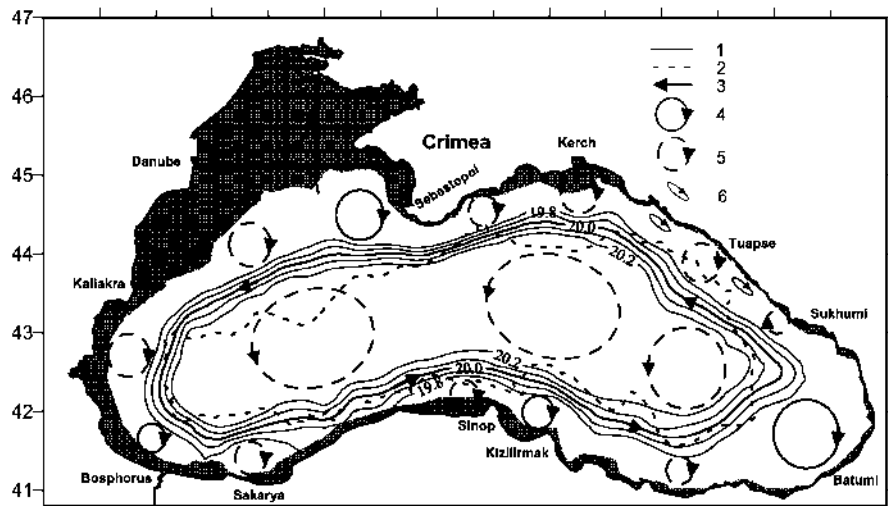 47
46
45
44
43
42
41
1
2
3
4
5
6
Crimea
Kerch
Danube
Sebastopol
19.8
20.0
20.2
Tuapse
Kaliakra
Sukhumi
20.2
20.0
19.8
Sinop
Kizilirmak
Bosphorus
Sakarya
Batumi